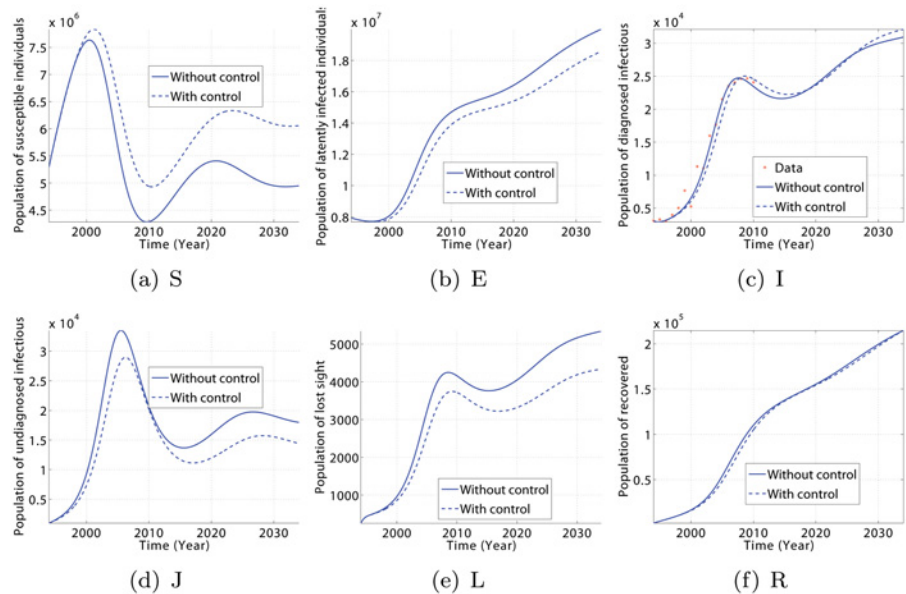 x 10^6
Population of susceptible individuals
7.5
6.5
5.5
4.5
Without control
With control
2000 2010 2020 2030
Time (Year)
(a) S
x 10^7
Population of latently infected individuals
1.8
1.6
1.4
1.2
1
0.8
Without control
With control
2000 2010 2020 2030
Time (Year)
(b) E
x 10^4
Population of diagnosed infectious
3
2.5
2
1.5
1
0.5
Data
Without control
With control
2000 2010 2020 2030
Time (Year)
(c) I
x 10^4
Population of undiagnosed infectious
3
2.5
2
1.5
1
0.5
Without control
With control
2000 2010 2020 2030
Time (Year)
(d) J
Population of lost sight
5000
4000
3000
2000
1000
Without control
With control
2000 2010 2020 2030
Time (Year)
(e) L
x 10^5
Population of recovered
2
1.5
1
0.5
Without control
With control
2000 2010 2020 2030
Time (Year)
(f) R